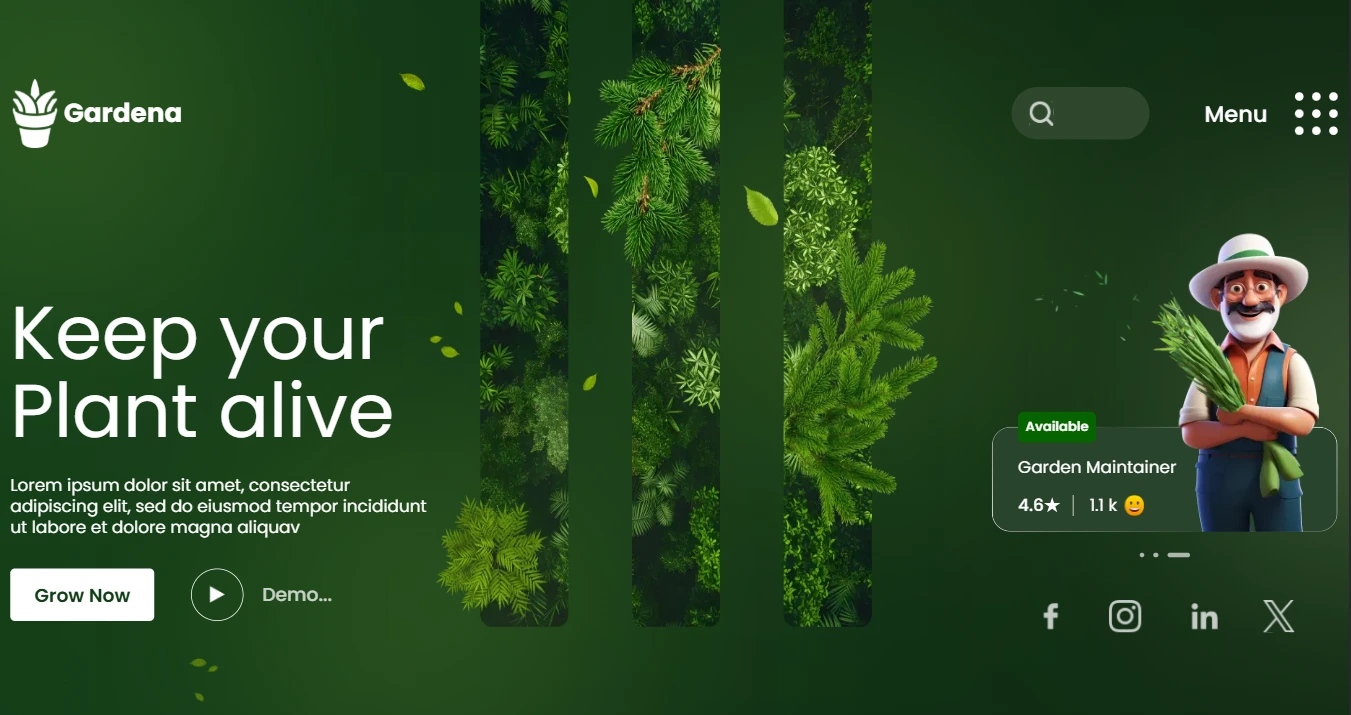 Gardena
Menu
Keep your
Plant alive
Lorem ipsum dolor sit amet, consectetur
adipiscing elit, sed do eiusmod tempor incididunt
ut labore et dolore magna aliquav
Grow Now
Demo...
Available
Garden Maintainer
4.6★ | 1.1 k 😀